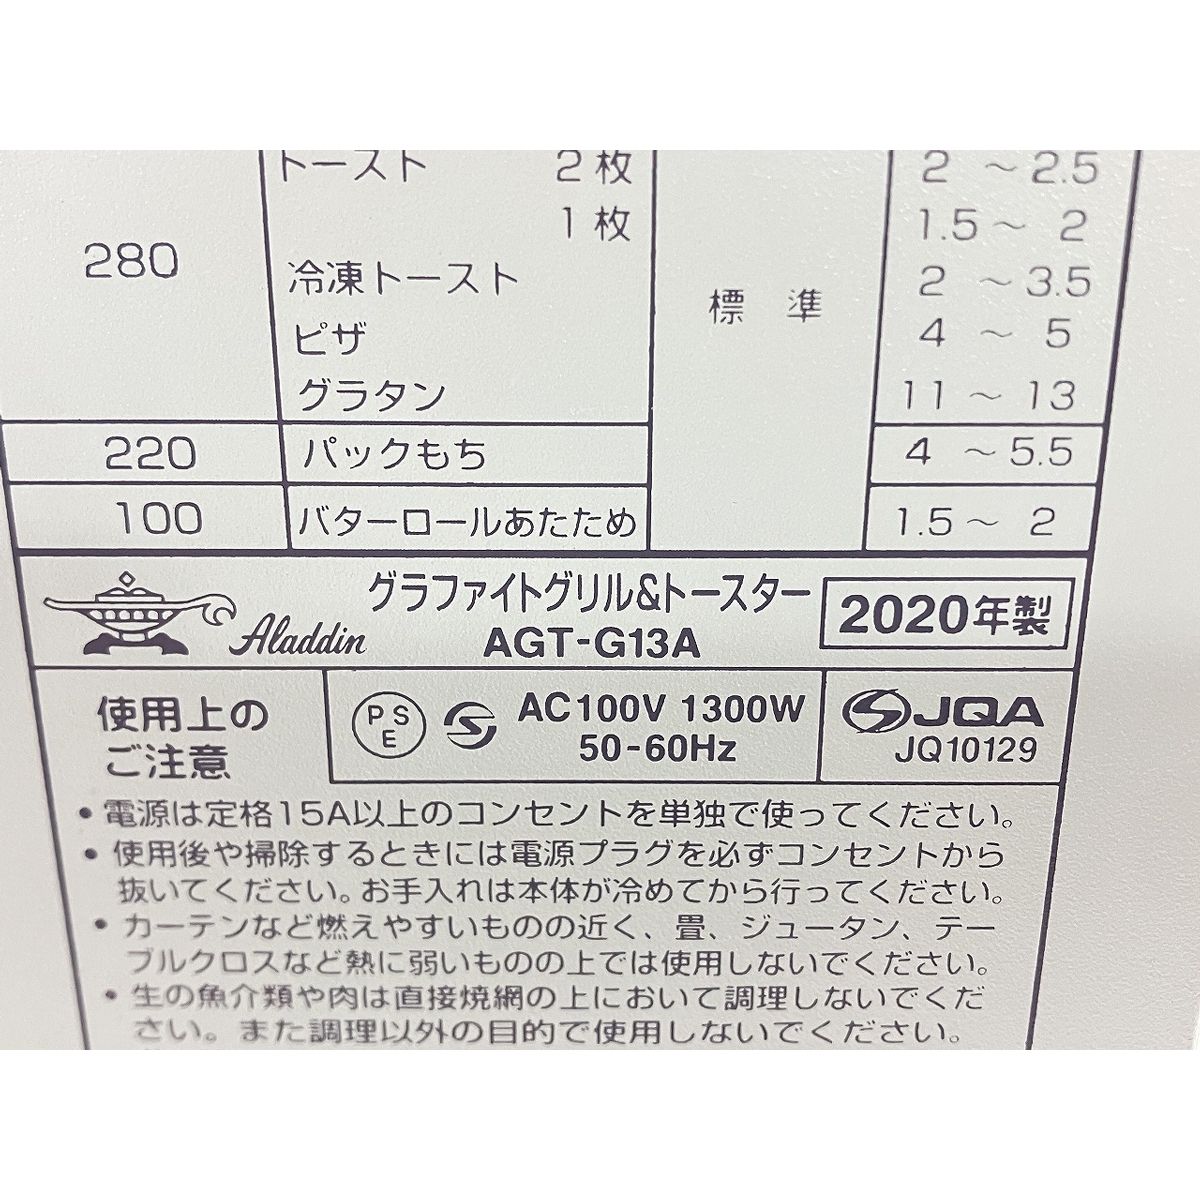 トースト 2枚 2 ～2.5
1枚 1.5～ 2
280 冷凍トースト 標 準 2 ～3.5
ピザ 4 ～ 5
グラタン 11 ～ 13
220 パックもち 4 ～5.5
100 バターロールあたため 1.5～ 2
Aladdin グラファイトグリル&トースター
AGT-G13A 2020年製
使用上の
ご注意
PSE AC100V 1300W
50-60Hz
JQA
JQ10129
・電源は定格15A以上のコンセントを単独で使ってください。
・使用後や掃除するときには電源プラグを必ずコンセントから
抜いてください。お手入れは本体が冷めてから行ってください。
・カーテンなど燃えやすいものの近く、畳、ジュータン、テー
ブルクロスなど熱に弱いものの上では使用しないでください。
・生の魚介類や肉は直接焼網の上において調理しないでくだ
さい。また調理以外の目的で使用しないでください。